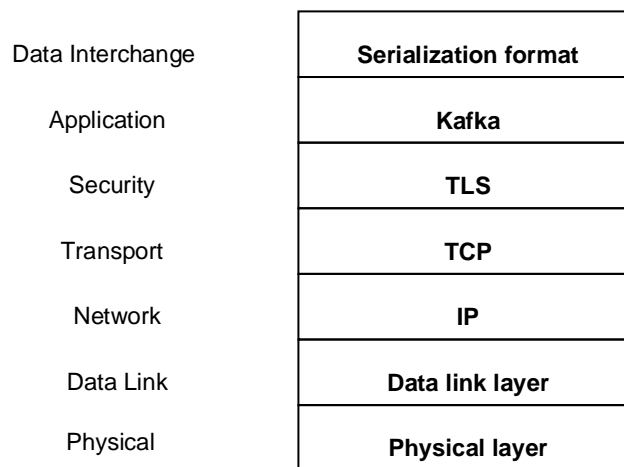 Data Interchange Serialization format
Application Kafka
Security TLS
Transport TCP
Network IP
Data Link Data link layer
Physical Physical layer